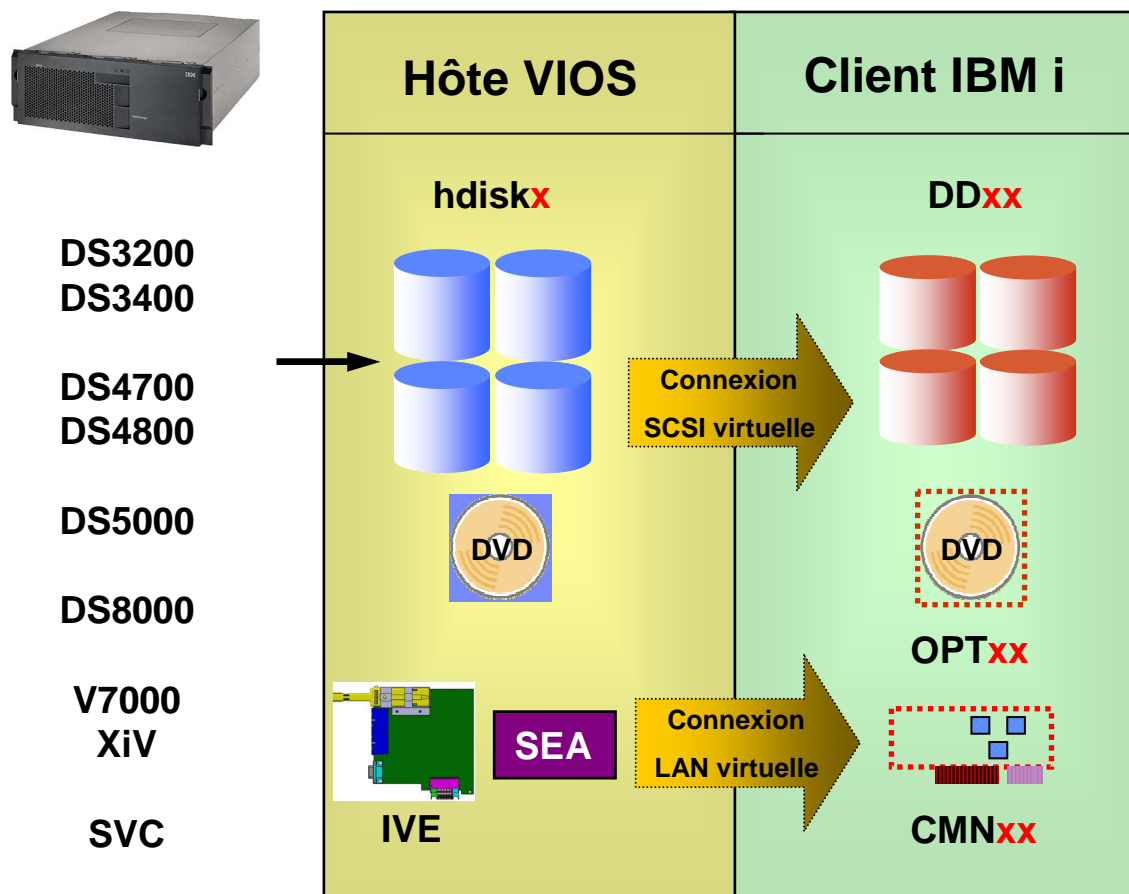 Hôte VIOS
Client IBM i
hdiskx
DDxx
DS3200
DS3400
DS4700
DS4800
DS5000
DS8000
V7000
XiV
SVC
Connexion
SCSI virtuelle
DVD
DVD
OPTxx
SEA
Connexion
LAN virtuelle
IVE
CMNxx